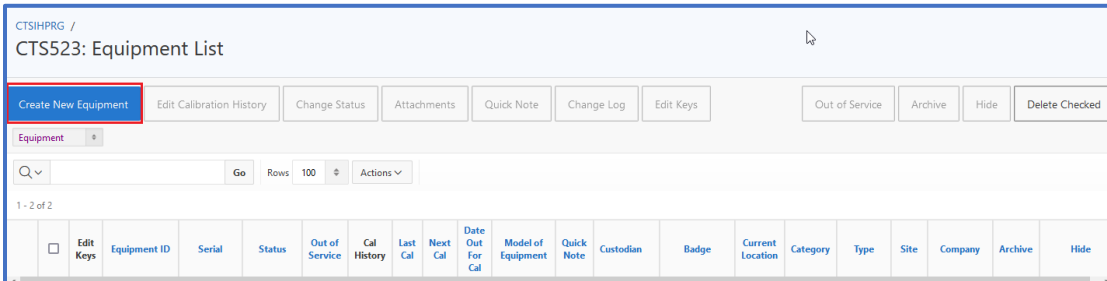 CTSIHPRG /
CTS523: Equipment List
Create New Equipment Edit Calibration History Change Status Attachments Quick Note Change Log Edit Keys Out of Service Archive Hide Delete Checked
Equipment
Go Rows 100 Actions
1 - 2 of 2
Edit Keys Equipment ID Serial Status Out of Service Cal History Last Cal Next Cal Date Out For Cal Model of Equipment Quick Note Custodian Badge Current Location Category Type Site Company Archive Hide